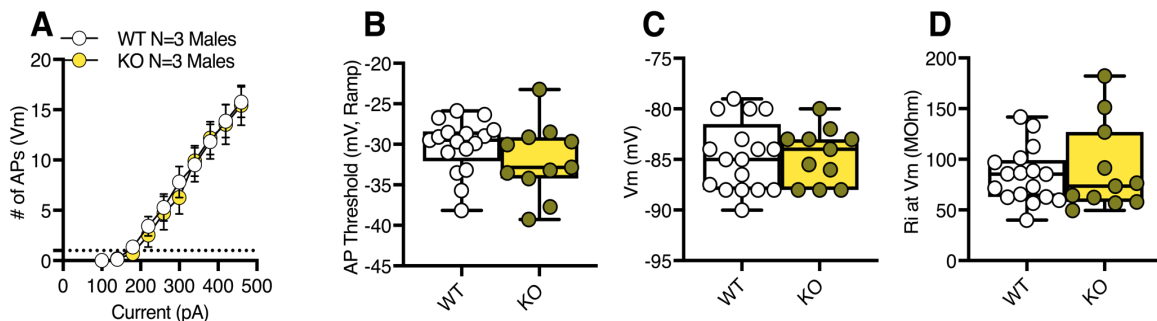 A
WT N=3 Males
KO N=3 Males
# of APs (Vm)
20
15
10
5
0
0 100 200 300 400 500
Current (pA)
B
AP Threshold (mV, Ramp)
-20
-25
-30
-35
-40
-45
WT KO
C
Vm (mV)
-75
-80
-85
-90
-95
WT KO
D
Ri at Vm (MOhm)
200
150
100
50
0
WT KO